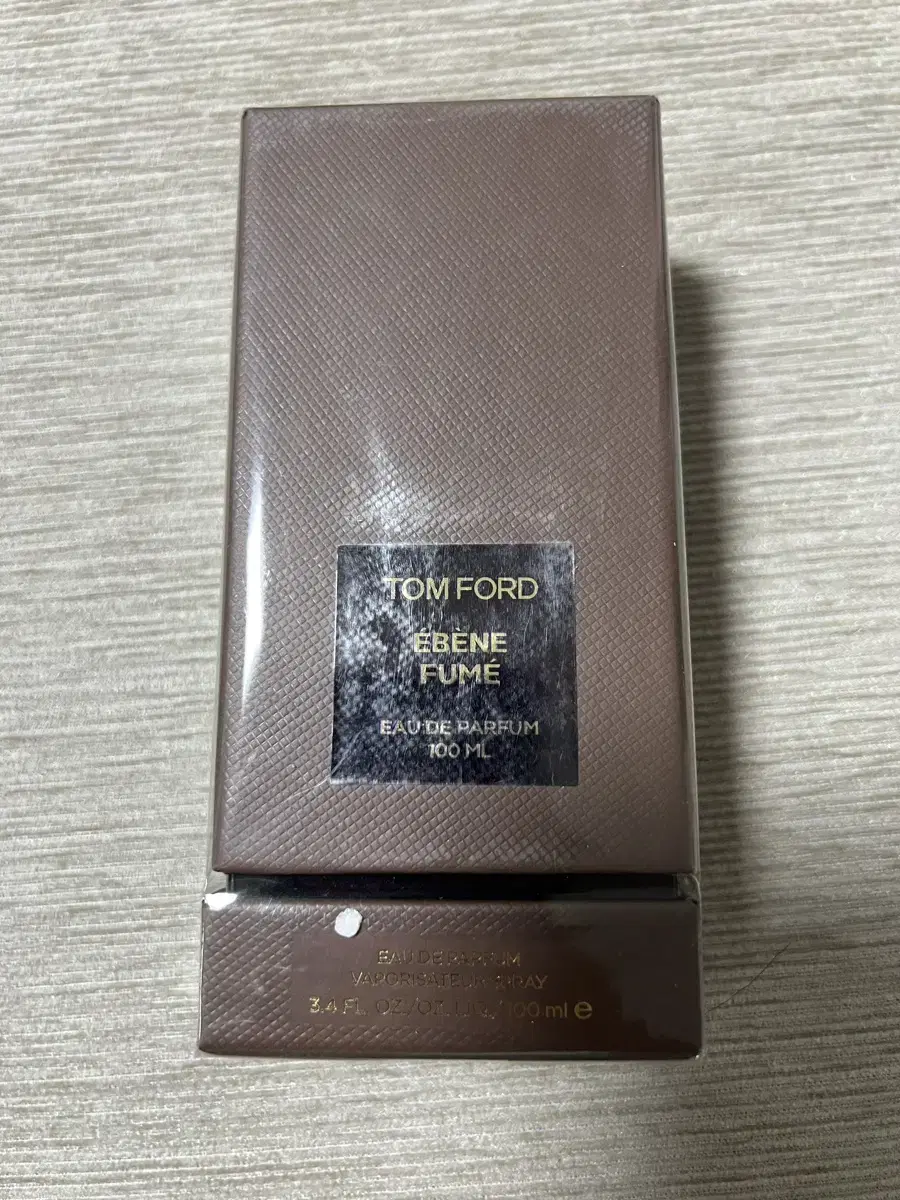 TOM FORD
ÉBÈNE
FUMÉ
EAU DE PARFUM
100 ML
EAU DE PARFUM
VAPORISATEUR SPRAY
3.4 FL. OZ./OZ. LIQ./100 ml e